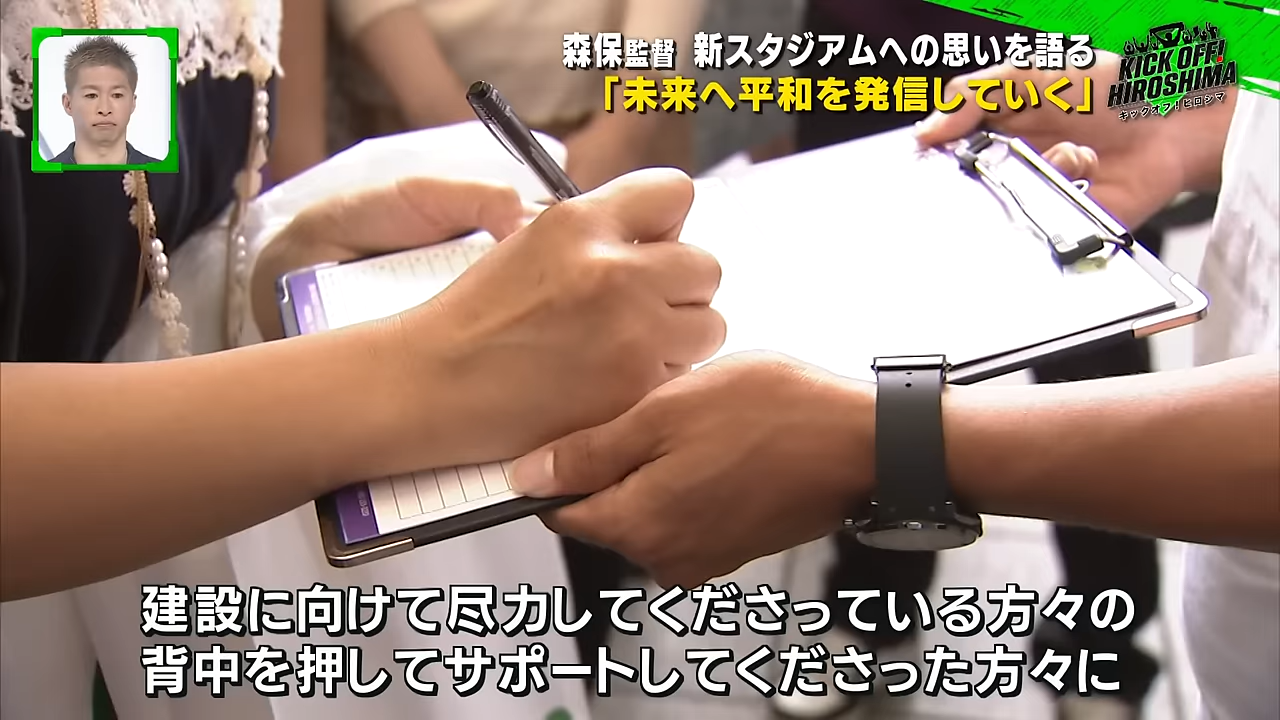 森保監督 新スタジアムへの思いを語る
「未来へ平和を発信していく」
KICK OFF!
HIROSHIMA
キックオフ!ヒロシマ
建設に向けて尽力してくださっている方々の
背中を押してサポートしてくださった方々に